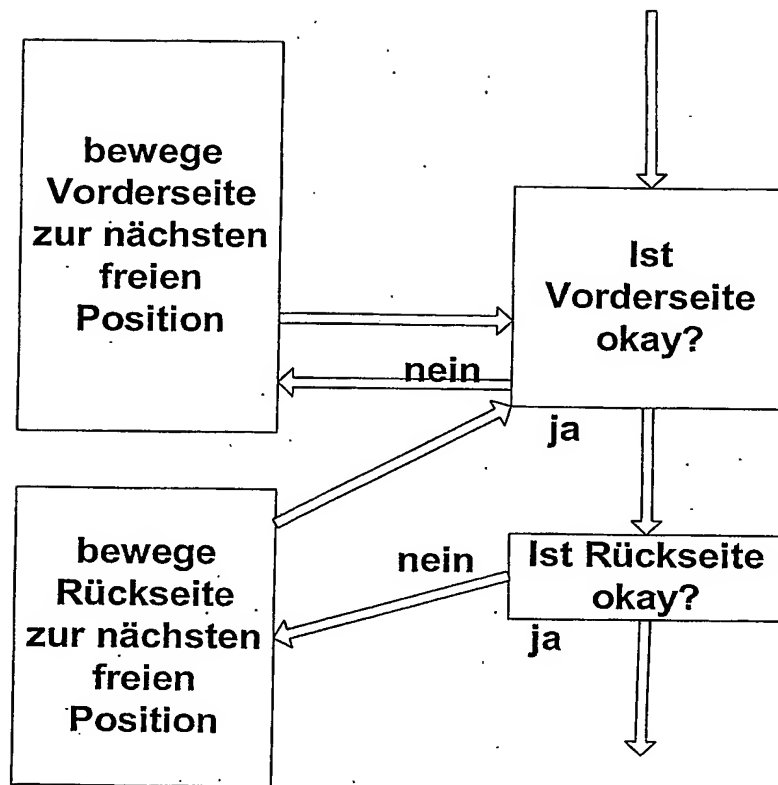 bewege
Vorderseite
zur nächsten
freien
Position
Ist
Vorderseite
okay?
nein
ja
bewege
Rückseite
zur nächsten
freien
Position
nein
Ist Rückseite
okay?
ja